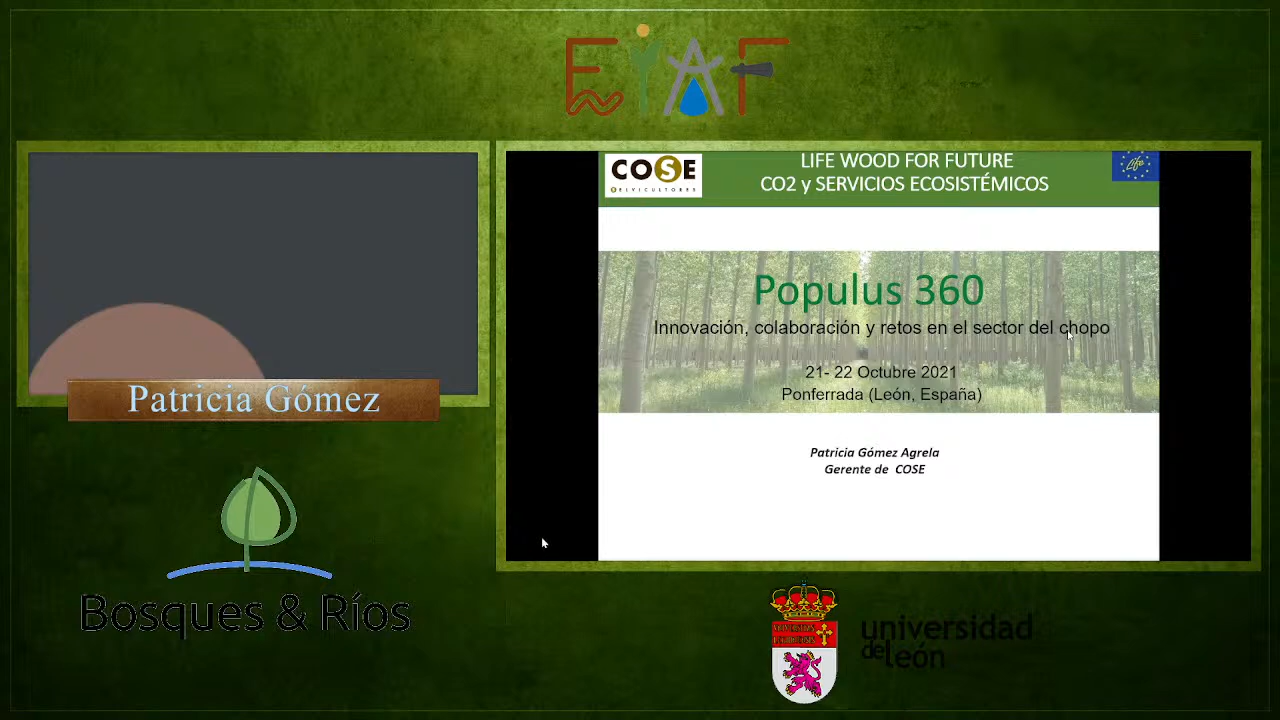 EIAF
COSE
SELVICULTORES
LIFE WOOD FOR FUTURE
CO2 y SERVICIOS ECOSISTÉMICOS
Life
Populus 360
Innovación, colaboración y retos en el sector del chopo
21- 22 Octubre 2021
Ponferrada (León, España)
Patricia Gómez Agrela
Gerente de COSE
Patricia Gómez
Bosques & Ríos
universidad
de león